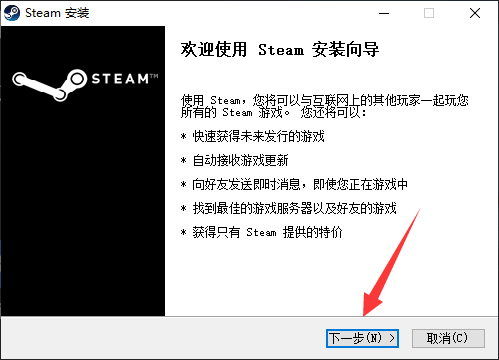 Steam 安装
STEAM™
欢迎使用 Steam 安装向导
使用 Steam，您将可以与互联网上的其他玩家一起玩您
所有的 Steam 游戏。 您还将可以：
* 快速获得未来发行的游戏
* 自动接收游戏更新
* 向好友发送即时消息，即使您正在游戏中
* 找到最佳的游戏服务器以及好友的游戏
* 获得只有 Steam 提供的特价
下一步(N) >
取消(C)